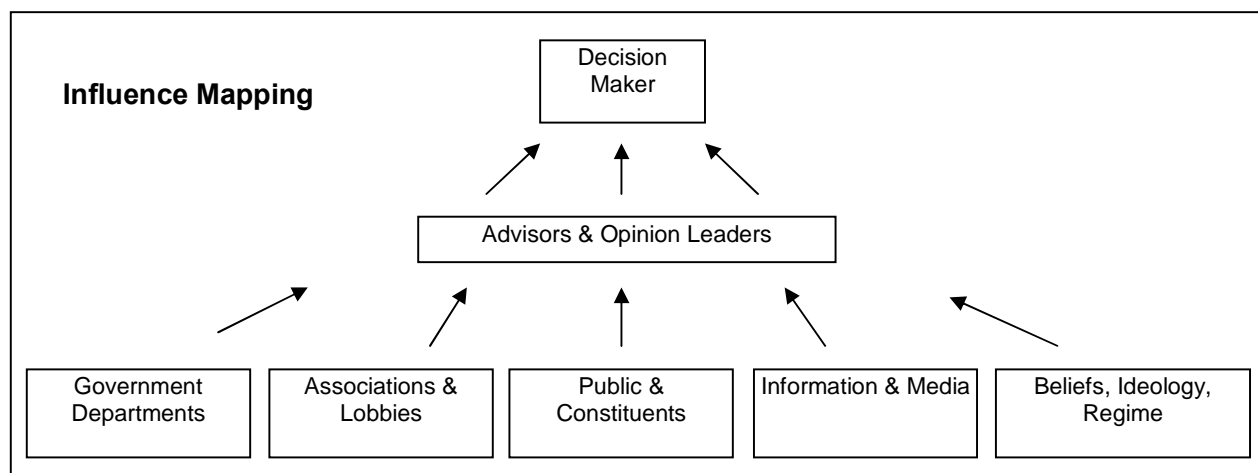 Influence Mapping
Decision
Maker
Advisors & Opinion Leaders
Government
Departments
Associations &
Lobbies
Public &
Constituents
Information & Media
Beliefs, Ideology,
Regime